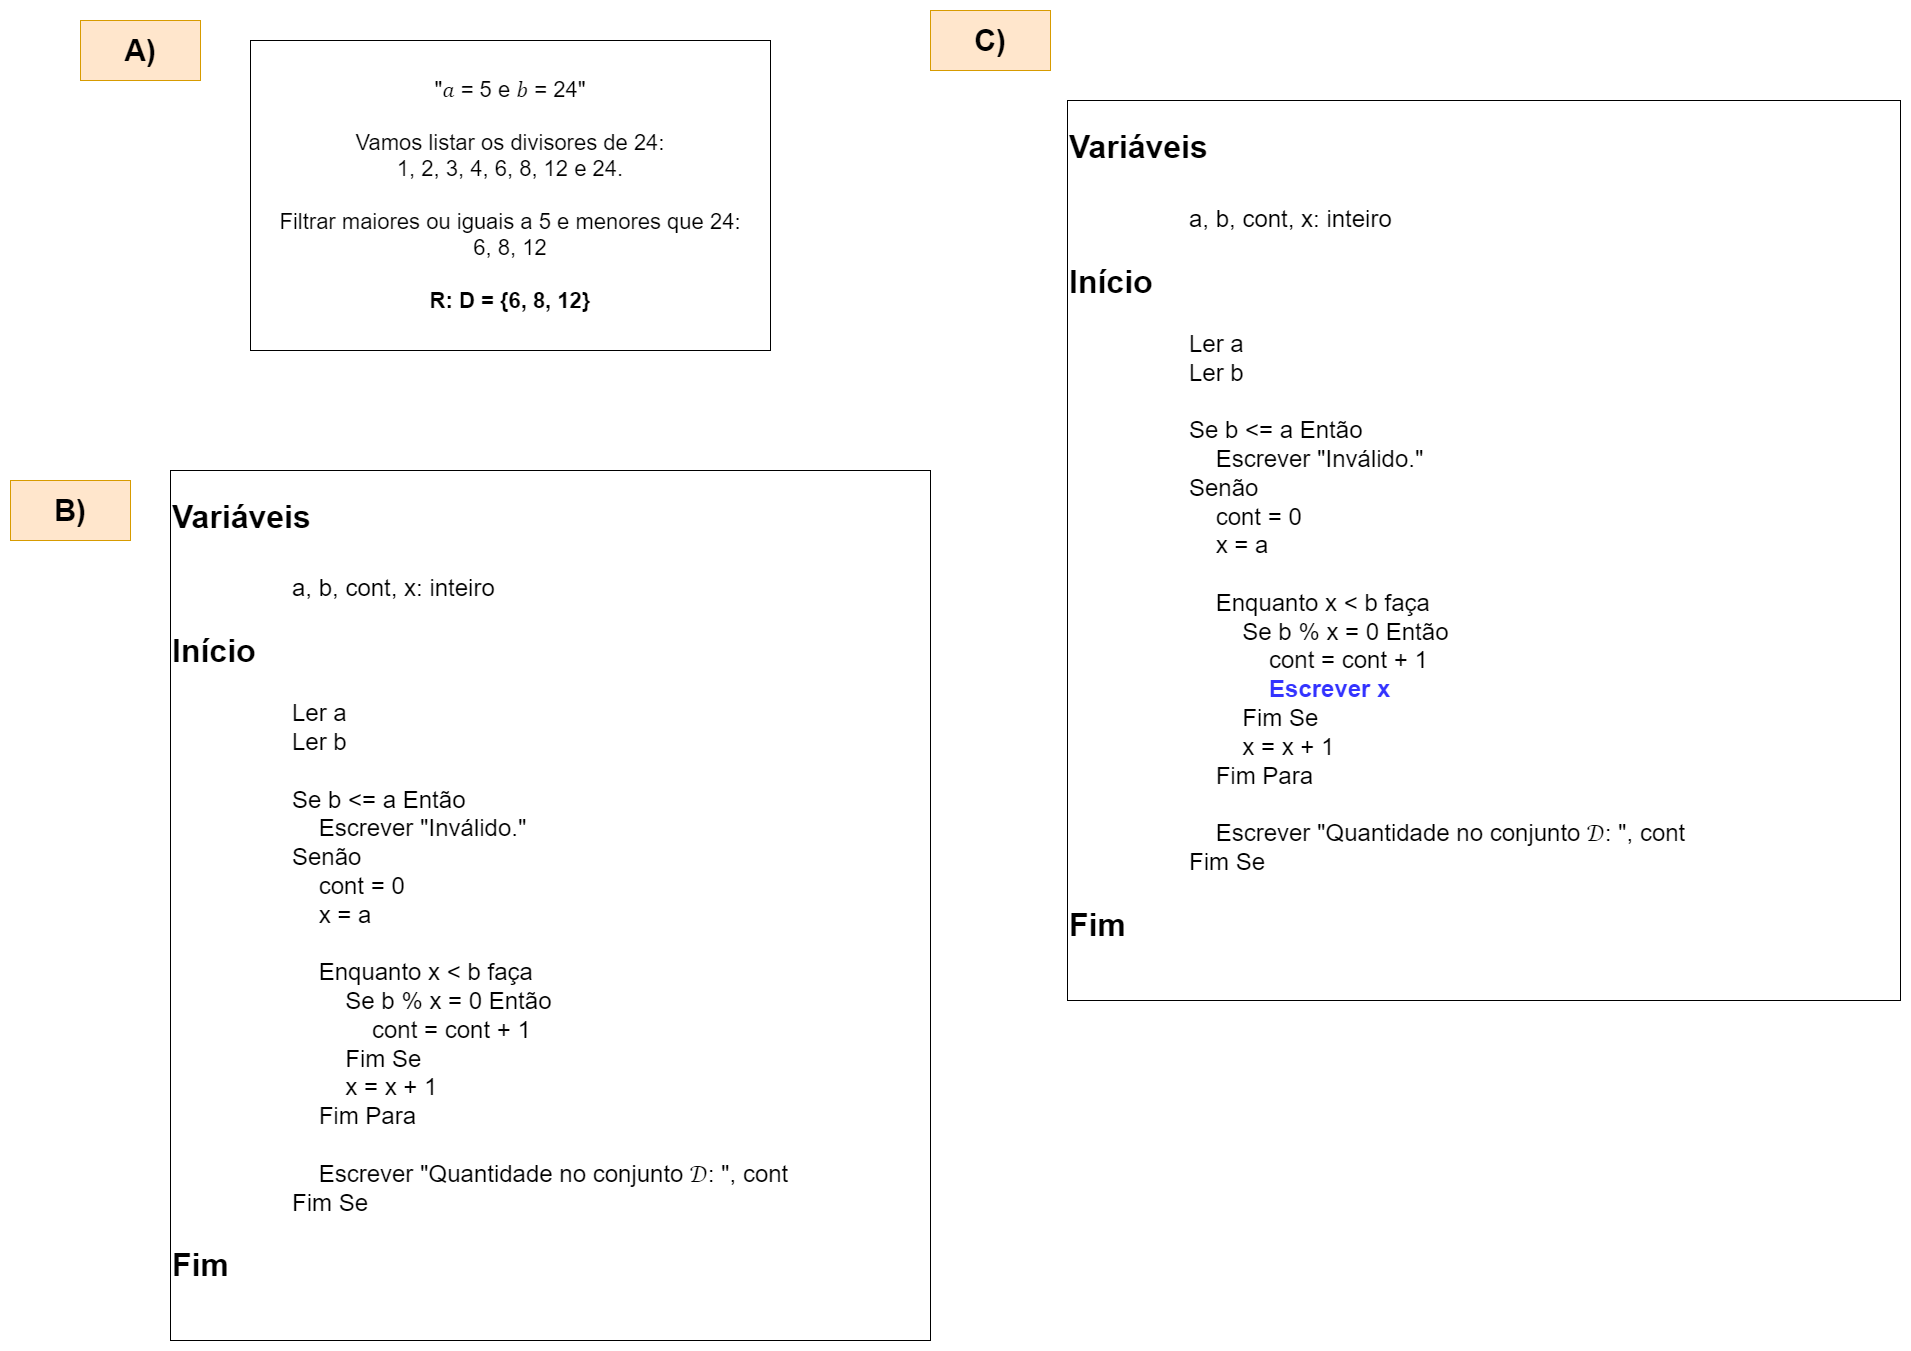 A)
"𝑎 = 5 e 𝑏 = 24"
Vamos listar os divisores de 24:
1, 2, 3, 4, 6, 8, 12 e 24.
Filtrar maiores ou iguais a 5 e menores que 24:
6, 8, 12
R: D = {6, 8, 12}
B)
Variáveis
a, b, cont, x: inteiro
Início
Ler a
Ler b
Se b <= a Então
Escrever "Inválido."
Senão
cont = 0
x = a
Enquanto x < b faça
Se b % x = 0 Então
cont = cont + 1
Fim Se
x = x + 1
Fim Para
Escrever "Quantidade no conjunto 𝒟: ", cont
Fim Se
Fim
C)
Variáveis
a, b, cont, x: inteiro
Início
Ler a
Ler b
Se b <= a Então
Escrever "Inválido."
Senão
cont = 0
x = a
Enquanto x < b faça
Se b % x = 0 Então
cont = cont + 1
Escrever x
Fim Se
x = x + 1
Fim Para
Escrever "Quantidade no conjunto 𝒟: ", cont
Fim Se
Fim